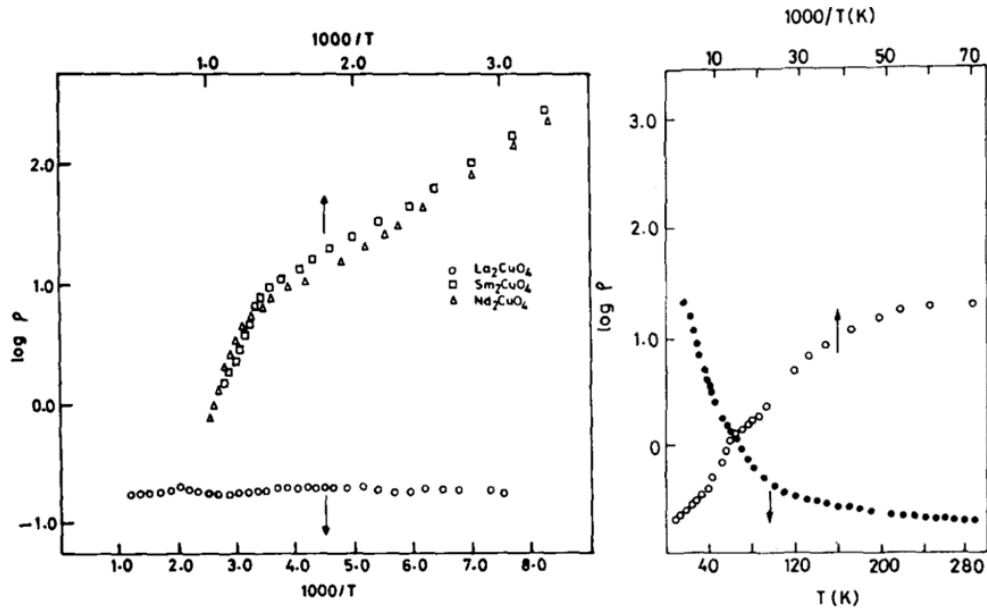 1000/T
1.0 2.0 3.0
2.0
1.0
0.0
-1.0
log ρ
○ La₂CuO₄
□ Sm₂CuO₄
△ Nd₂CuO₄
1.0 2.0 3.0 4.0 5.0 6.0 7.0 8.0
1000/T
1000/T(K)
10 30 50 70
3.0
2.0
1.0
0
log ρ
40 120 200 280
T(K)